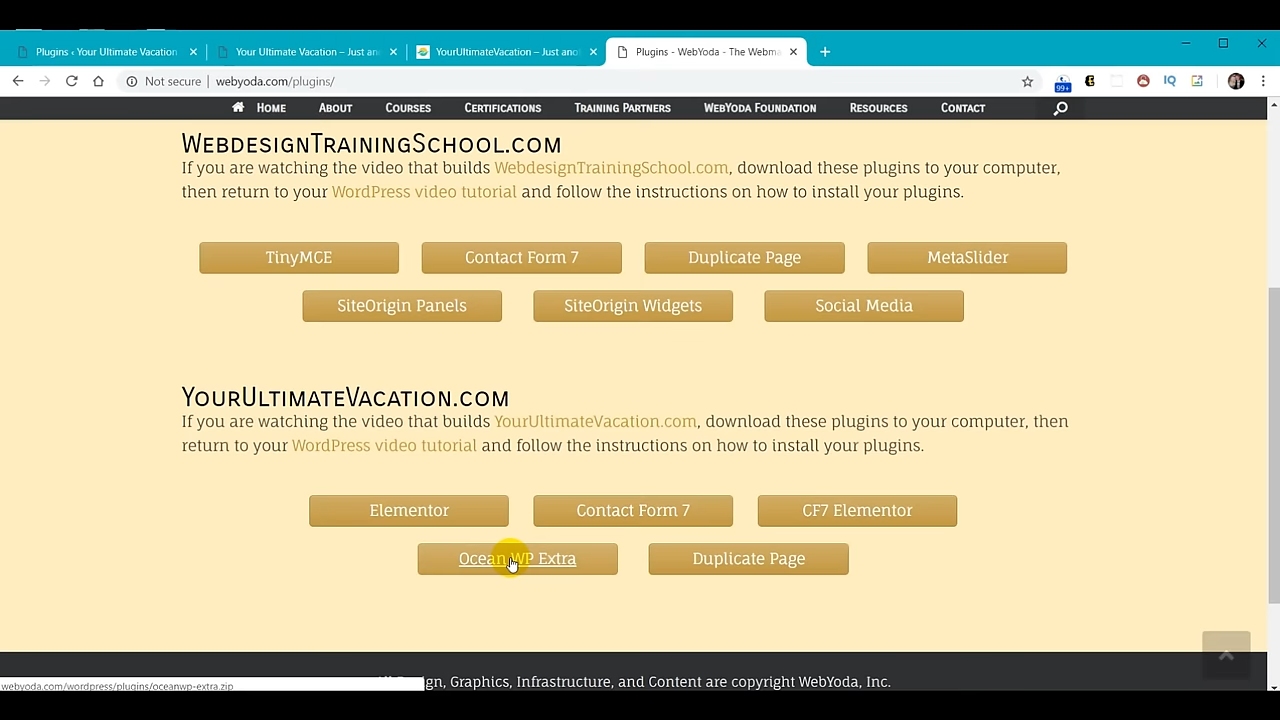 Plugins ‹ Your Ultimate Vacation
Your Ultimate Vacation – Just an
YourUltimateVacation – Just ano
Plugins - WebYoda - The Webma
Not secure | webyoda.com/plugins/
99+
IQ
HOME ABOUT COURSES CERTIFICATIONS TRAINING PARTNERS WEBYODA FOUNDATION RESOURCES CONTACT
WEBDESIGNTRAININGSCHOOL.COM
If you are watching the video that builds WebdesignTrainingSchool.com, download these plugins to your computer,
then return to your WordPress video tutorial and follow the instructions on how to install your plugins.
TinyMCE Contact Form 7 Duplicate Page MetaSlider
SiteOrigin Panels SiteOrigin Widgets Social Media
YOURULTIMATEVACATION.COM
If you are watching the video that builds YourUltimateVacation.com, download these plugins to your computer, then
return to your WordPress video tutorial and follow the instructions on how to install your plugins.
Elementor Contact Form 7 CF7 Elementor
Ocean WP Extra Duplicate Page
webyoda.com/wordpress/plugins/oceanwp-extra.zip
gn, Graphics, Infrastructure, and Content are copyright WebYoda, Inc.